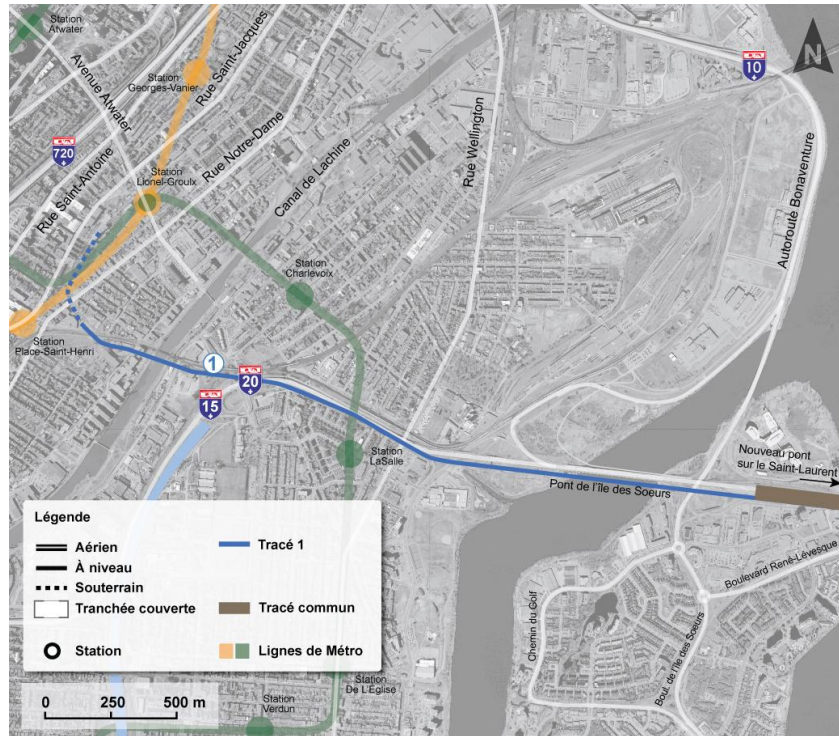 Station
Atwater
Avenue Atwater
Station
Georges-Vanier
Rue Saint-Jacques
10
N
720
Rue Saint-Antoine
Station
Lionel-Groulx
Rue Notre-Dame
Canal de Lachine
Rue Wellington
Autoroute Bonaventure
Station
Charlevoix
Station
Place-Saint-Henri
1
20
15
Station
LaSalle
Nouveau pont
sur le Saint-Laurent
Pont de l'île des Soeurs
Boulevard René-Lévesque
Chemin du Golf
Boul. de l'île des Soeurs
Légende
Aérien
À niveau
Souterrain
Tranchée couverte
Station
Tracé 1
Tracé commun
Lignes de Métro
Station
De L'Église
Station
Verdun
0 250 500 m